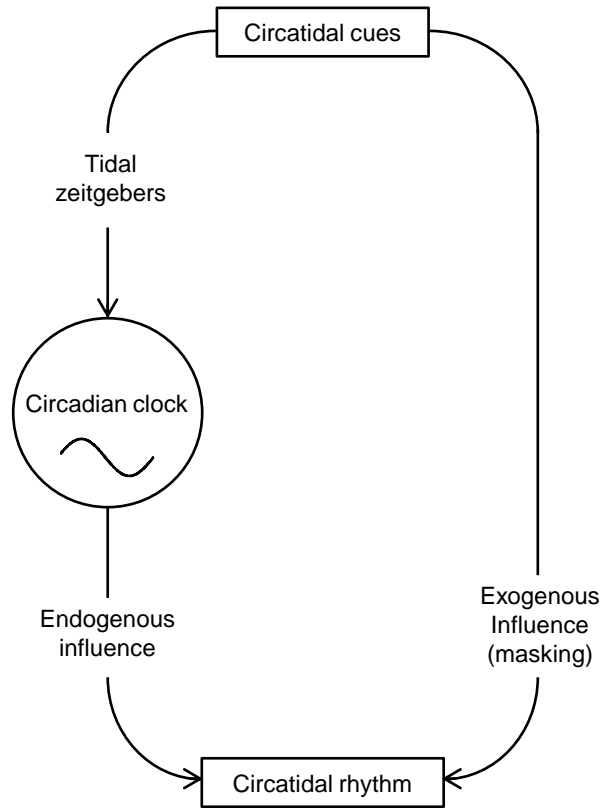 Circatidal cues
Tidal
zeitgebers
Circadian clock
Endogenous
influence
Exogenous
Influence
(masking)
Circatidal rhythm